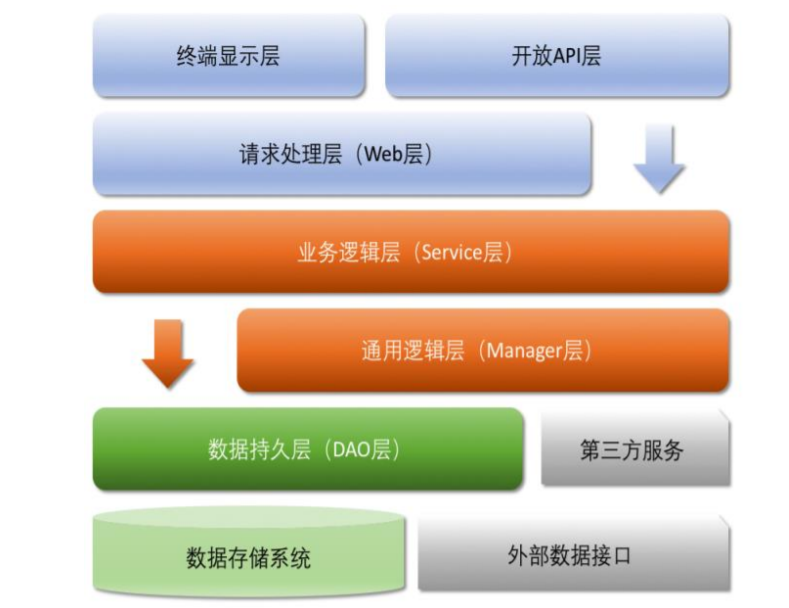 终端显示层
开放API层
请求处理层（Web层）
业务逻辑层（Service层）
通用逻辑层（Manager层）
数据持久层（DAO层）
第三方服务
数据存储系统
外部数据接口